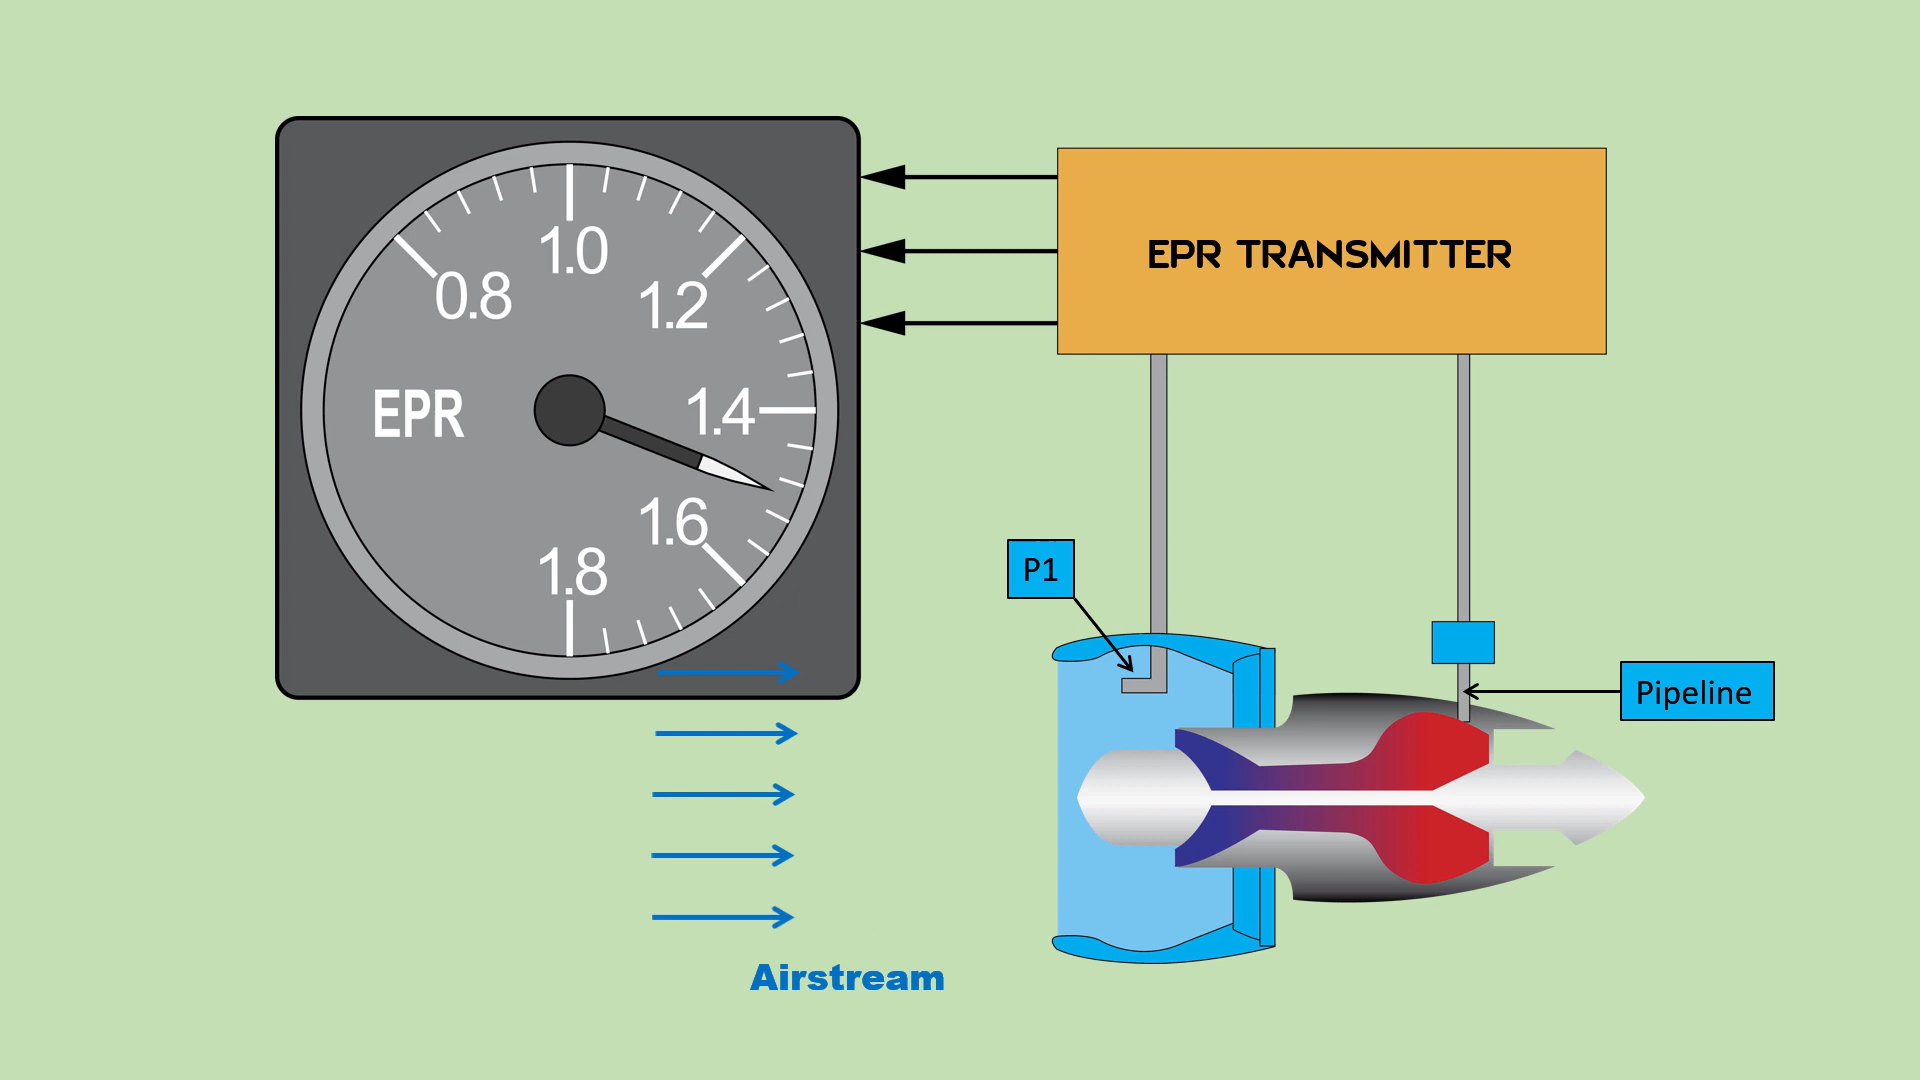 1.0
0.8
1.2
EPR
1.4
1.6
1.8
EPR TRANSMITTER
P1
Pipeline
Airstream